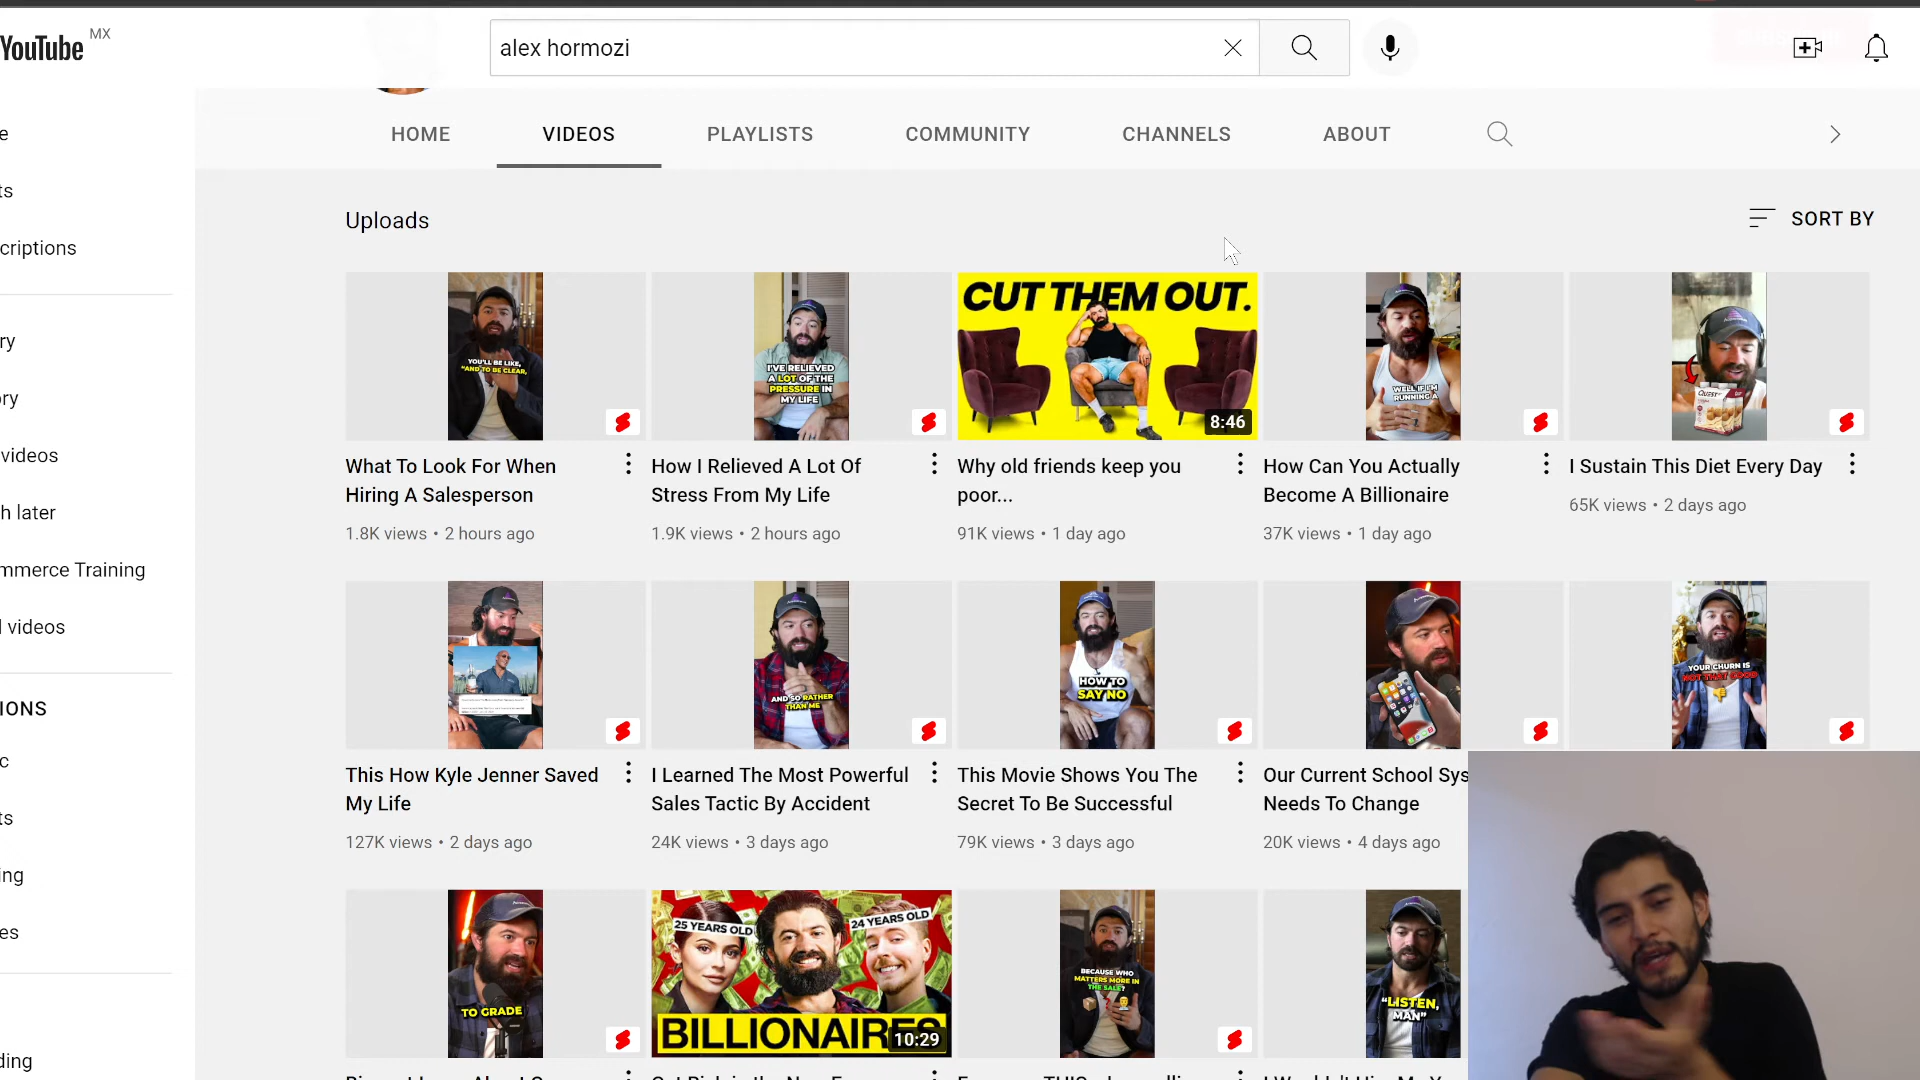 YouTube MX
alex hormozi
HOME VIDEOS PLAYLISTS COMMUNITY CHANNELS ABOUT
Uploads
SORT BY
e
ts
criptions
ry
ory
videos
h later
mmerce Training
l videos
IONS
c
ts
ing
es
ding
YOU'LL BE LIKE,
"AND TO BE CLEAR,
I'VE RELIEVED
A LOT OF THE
PRESSURE IN
MY LIFE
CUT THEM OUT.
8:46
WELL IF I'M
RUNNING A
QUEST
What To Look For When
Hiring A Salesperson
1.8K views • 2 hours ago
How I Relieved A Lot Of
Stress From My Life
1.9K views • 2 hours ago
Why old friends keep you
poor...
91K views • 1 day ago
How Can You Actually
Become A Billionaire
37K views • 1 day ago
I Sustain This Diet Every Day
65K views • 2 days ago
AND SO RATHER
THAN ME
HOW TO
SAY NO
YOUR CHURN IS
NOT THAT GOOD
This How Kyle Jenner Saved
My Life
127K views • 2 days ago
I Learned The Most Powerful
Sales Tactic By Accident
24K views • 3 days ago
This Movie Shows You The
Secret To Be Successful
79K views • 3 days ago
Our Current School Sys
Needs To Change
20K views • 4 days ago
TO GRADE
25 YEARS OLD
24 YEARS OLD
BILLIONAIRES
10:29
BECAUSE WHO
MATTERS MORE IN
THE SALE?
"LISTEN,
MAN"